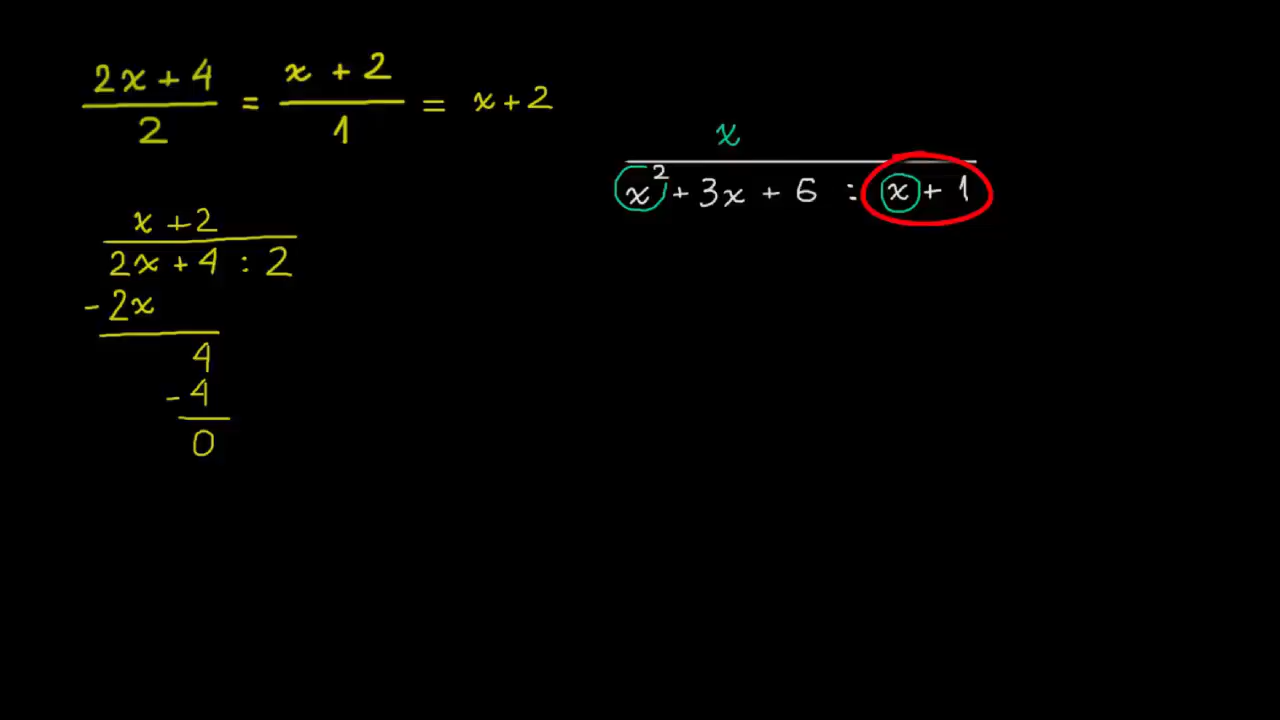 2x + 4 / 2 = x + 2 / 1 = x + 2
x + 2
2x + 4 : 2
- 2x
4
- 4
0
x
x² + 3x + 6 : x + 1